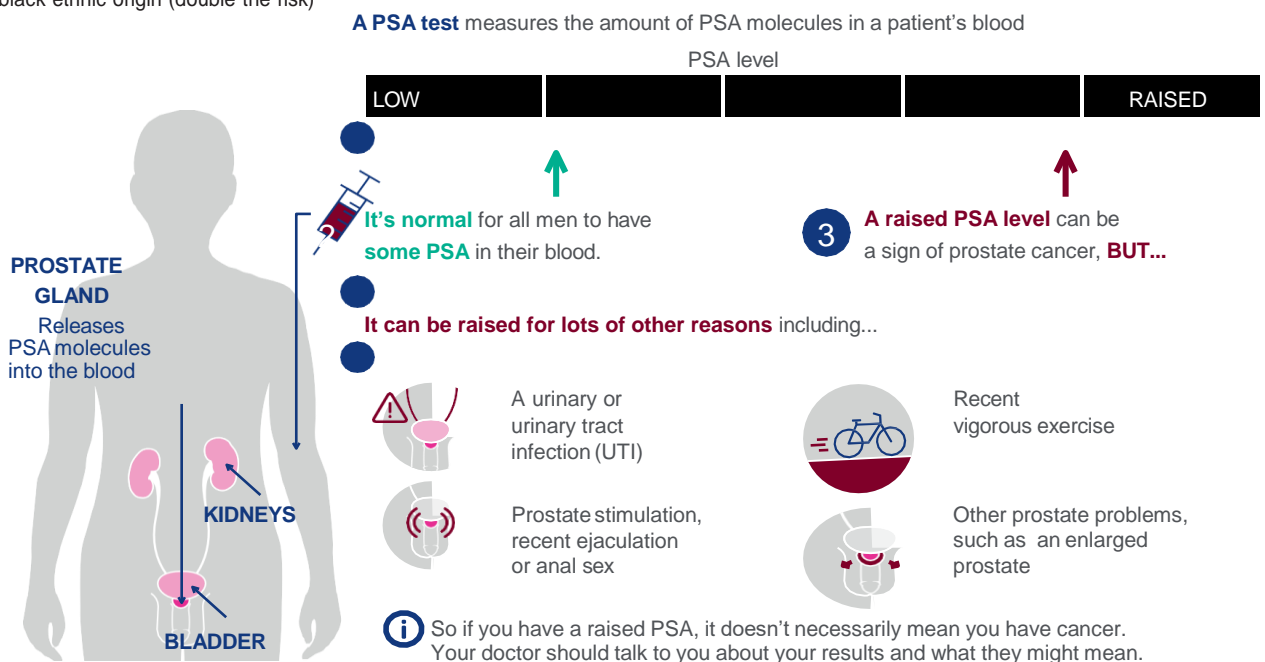 black ethnic origin (double the risk)
A PSA test measures the amount of PSA molecules in a patient's blood
PSA level
LOW
RAISED
It's normal for all men to have
some PSA in their blood.
3
A raised PSA level can be
a sign of prostate cancer, BUT...
PROSTATE
GLAND
Releases
PSA molecules
into the blood
It can be raised for lots of other reasons including...
A urinary or
urinary tract
infection (UTI)
Recent
vigorous exercise
KIDNEYS
Prostate stimulation,
recent ejaculation
or anal sex
Other prostate problems,
such as an enlarged
prostate
BLADDER
So if you have a raised PSA, it doesn't necessarily mean you have cancer.
Your doctor should talk to you about your results and what they might mean.